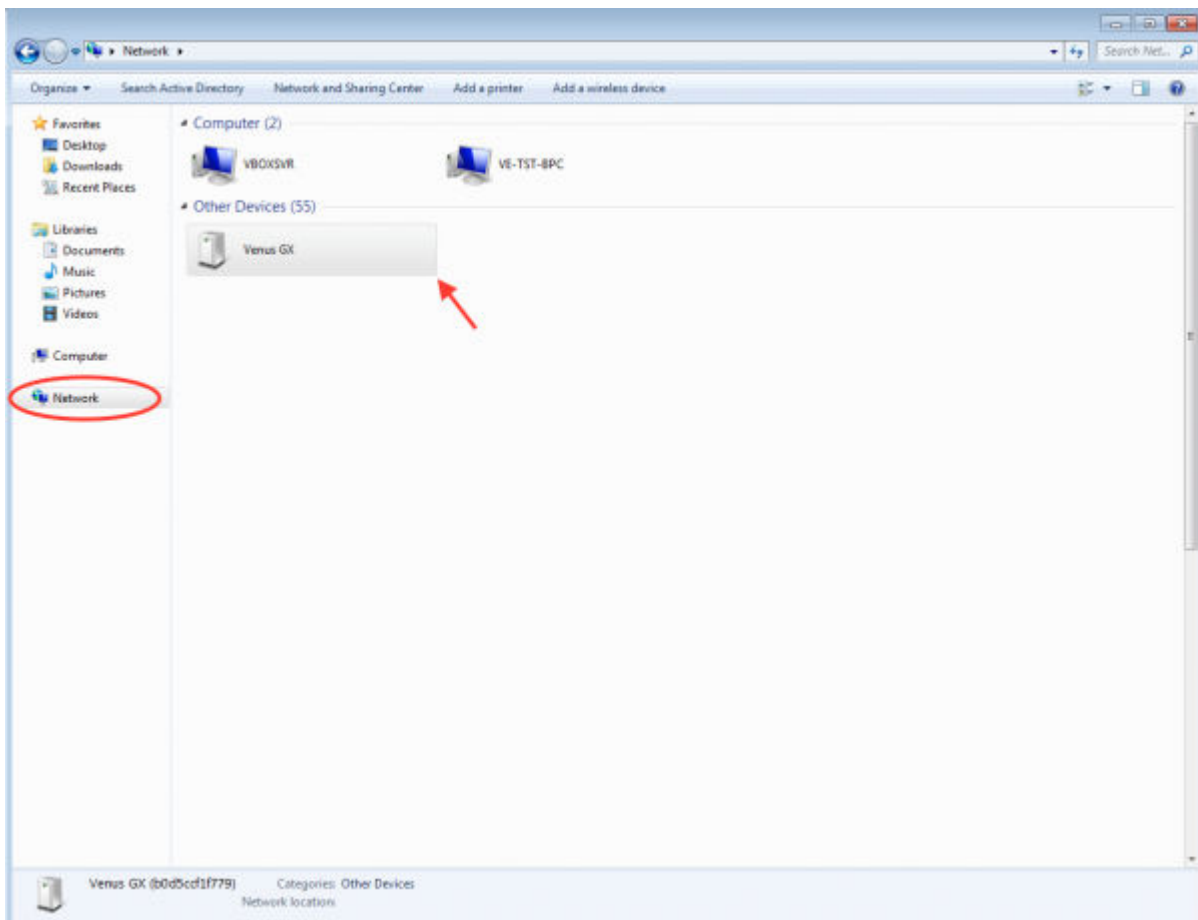 Network
Search Net...
Organize Search Active Directory Network and Sharing Center Add a printer Add a wireless device
Favorites
Desktop
Downloads
Recent Places
Libraries
Documents
Music
Pictures
Videos
Computer
Network
Computer (2)
VBOXSVR VE-TST-8PC
Other Devices (55)
Venus GX
Venus GX (b0d5ccf1f779) Categories: Other Devices
Network location: